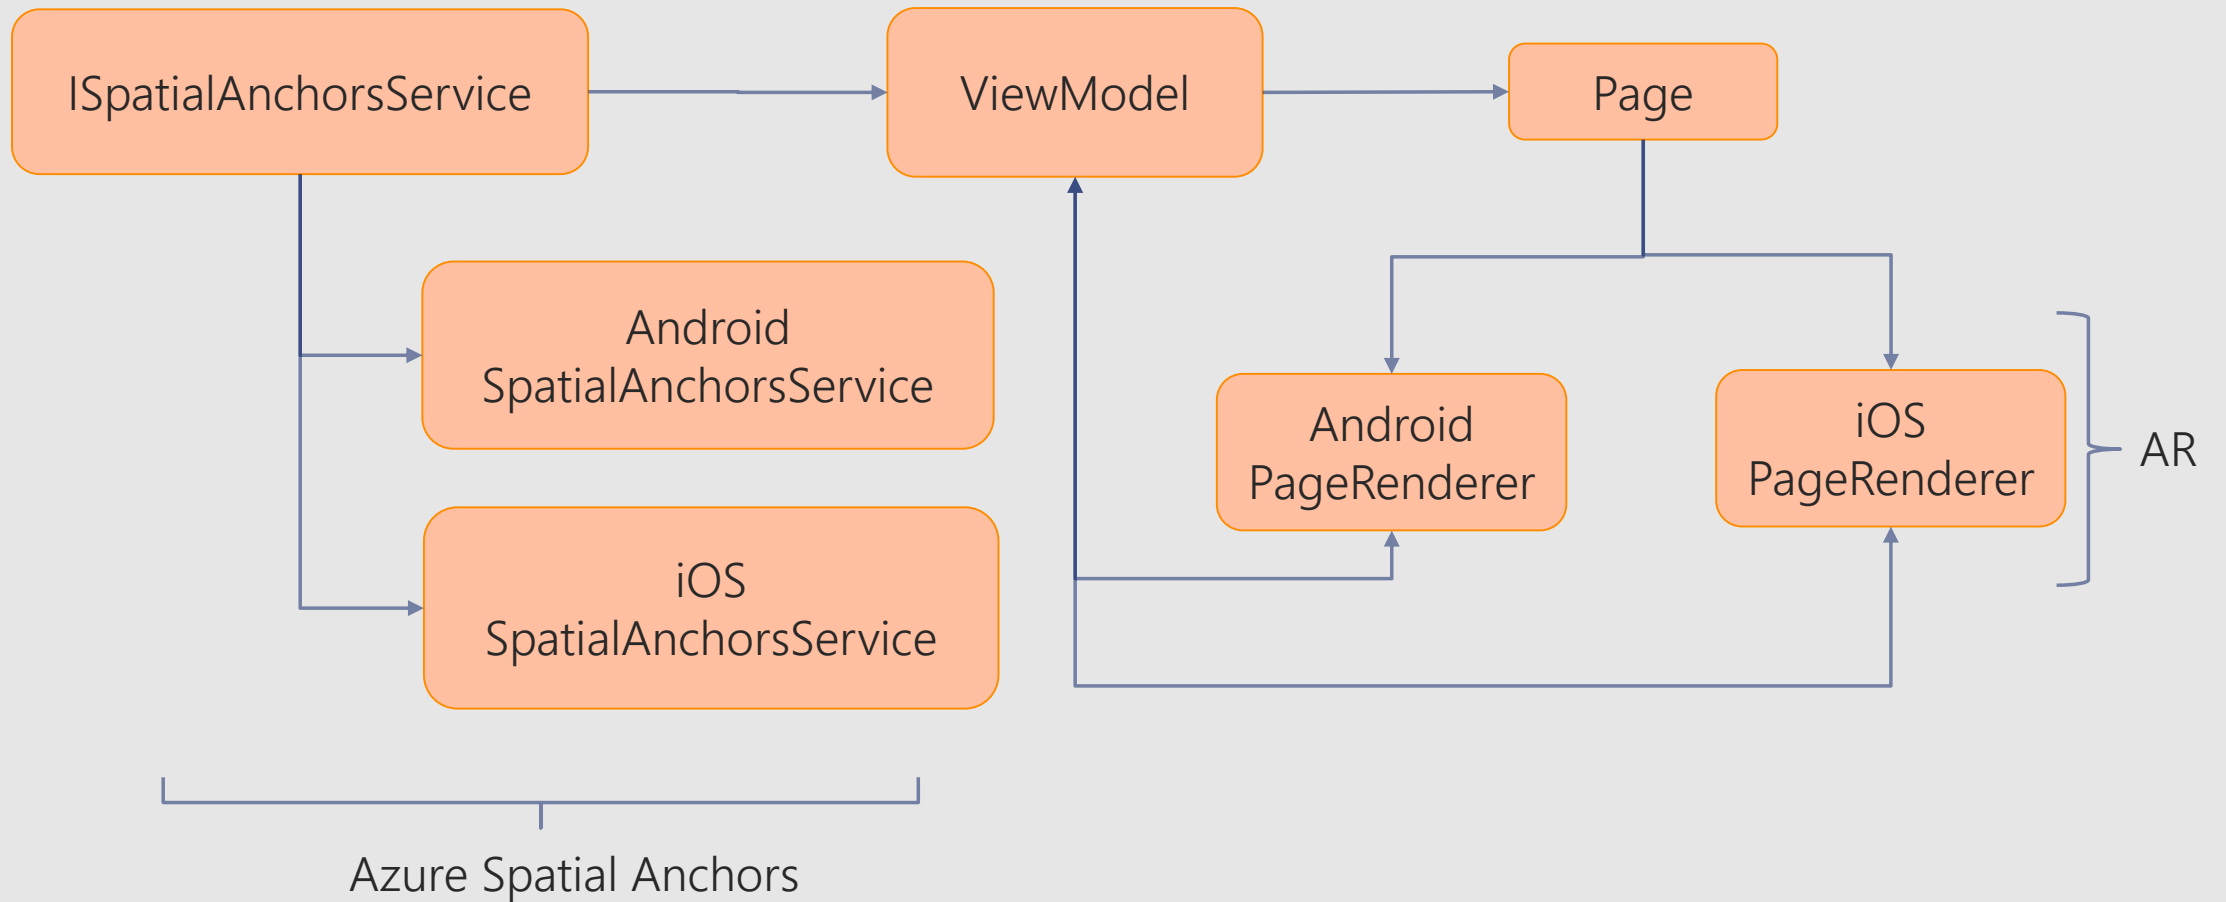 ISpatialAnchorsService
ViewModel
Page
Android
SpatialAnchorsService
Android
PageRenderer
iOS
PageRenderer
AR
iOS
SpatialAnchorsService
Azure Spatial Anchors